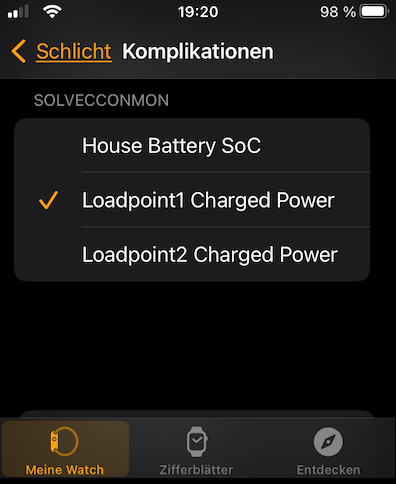 19:20
98 %
Schlicht Komplikationen
SOLVECCONMON
House Battery SoC
Loadpoint1 Charged Power
Loadpoint2 Charged Power
Meine Watch Zifferblätter Entdecken